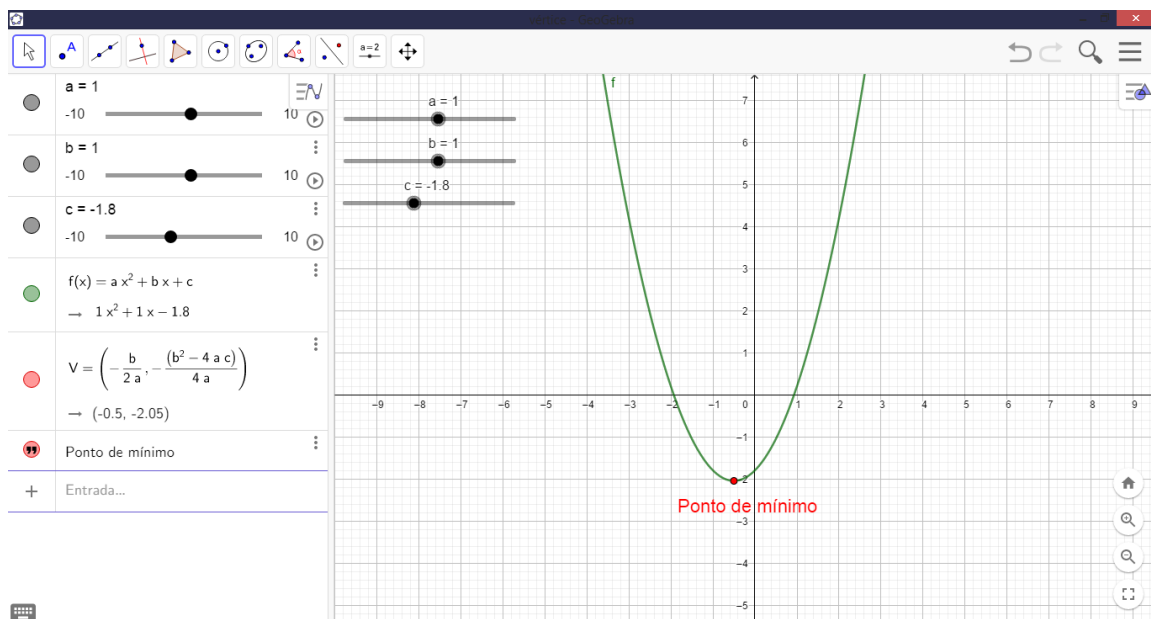 vertice - GeoGebra
A
a=2
a = 1
-10
10
b = 1
-10
10
c = -1.8
-10
10
f(x) = a x² + b x + c
→ 1 x² + 1 x − 1.8
V = (−b/(2 a), −(b² − 4 a c)/(4 a))
→ (-0.5, -2.05)
Ponto de mínimo
Entrada...
a = 1
b = 1
c = -1.8
f
7
6
5
4
3
2
1
−9 −8 −7 −6 −5 −4 −3 −2 −1 0 1 2 3 4 5 6 7 8 9
−1
−2
Ponto de mínimo
−3
−4
−5